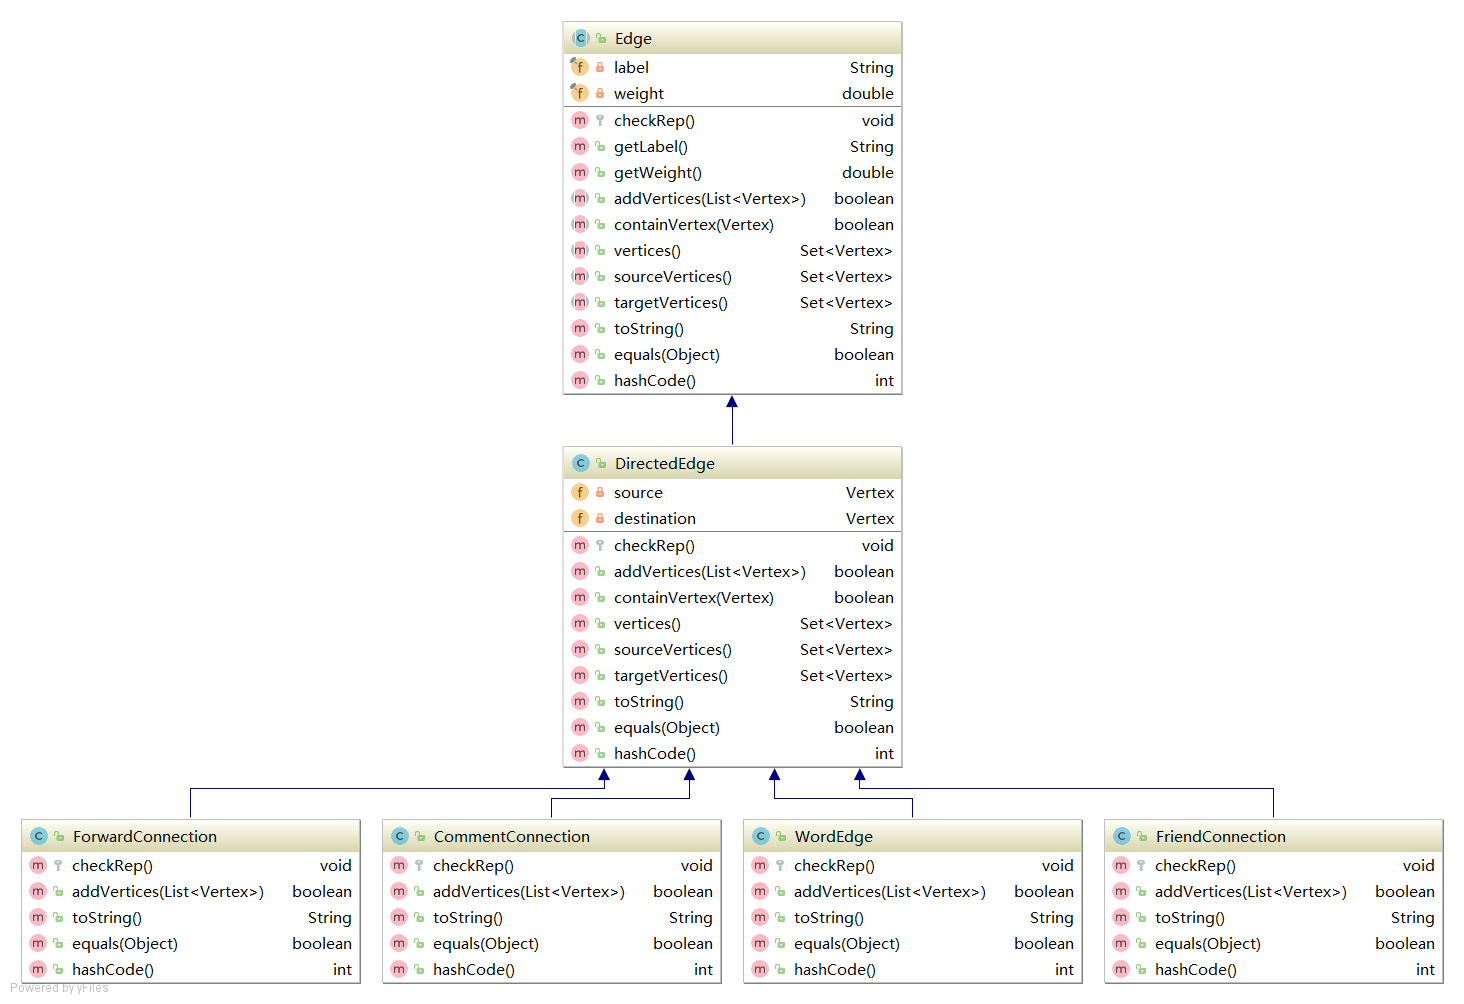 Edge
label String
weight double
checkRep() void
getLabel() String
getWeight() double
addVertices(List<Vertex>) boolean
containVertex(Vertex) boolean
vertices() Set<Vertex>
sourceVertices() Set<Vertex>
targetVertices() Set<Vertex>
toString() String
equals(Object) boolean
hashCode() int
DirectedEdge
source Vertex
destination Vertex
checkRep() void
addVertices(List<Vertex>) boolean
containVertex(Vertex) boolean
vertices() Set<Vertex>
sourceVertices() Set<Vertex>
targetVertices() Set<Vertex>
toString() String
equals(Object) boolean
hashCode() int
ForwardConnection
checkRep() void
addVertices(List<Vertex>) boolean
toString() String
equals(Object) boolean
hashCode() int
CommentConnection
checkRep() void
addVertices(List<Vertex>) boolean
toString() String
equals(Object) boolean
hashCode() int
WordEdge
checkRep() void
addVertices(List<Vertex>) boolean
toString() String
equals(Object) boolean
hashCode() int
FriendConnection
checkRep() void
addVertices(List<Vertex>) boolean
toString() String
equals(Object) boolean
hashCode() int
Powered by yFiles